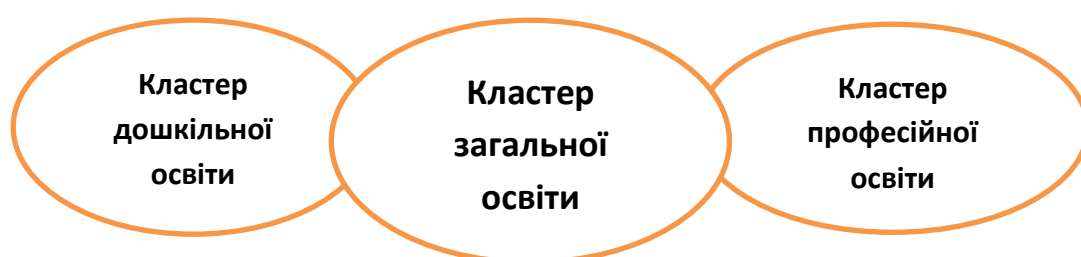 Кластер
дошкільної
освіти
Кластер
загальної
освіти
Кластер
професійної
освіти